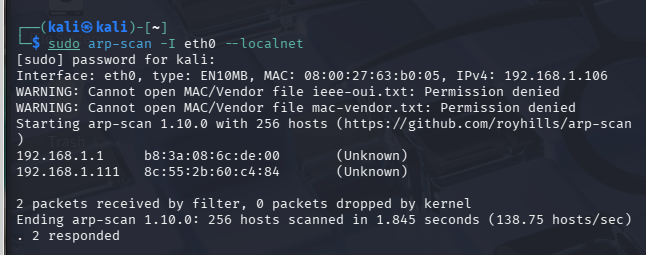 ┌──(kali㉿kali)-[~]
└─$ sudo arp-scan -I eth0 --localnet
[sudo] password for kali:
Interface: eth0, type: EN10MB, MAC: 08:00:27:63:b0:05, IPv4: 192.168.1.106
WARNING: Cannot open MAC/Vendor file ieee-oui.txt: Permission denied
WARNING: Cannot open MAC/Vendor file mac-vendor.txt: Permission denied
Starting arp-scan 1.10.0 with 256 hosts (https://github.com/royhills/arp-scan
)
192.168.1.1     b8:3a:08:6c:de:00       (Unknown)
192.168.1.111   8c:55:2b:60:c4:84       (Unknown)

2 packets received by filter, 0 packets dropped by kernel
Ending arp-scan 1.10.0: 256 hosts scanned in 1.845 seconds (138.75 hosts/sec)
. 2 responded